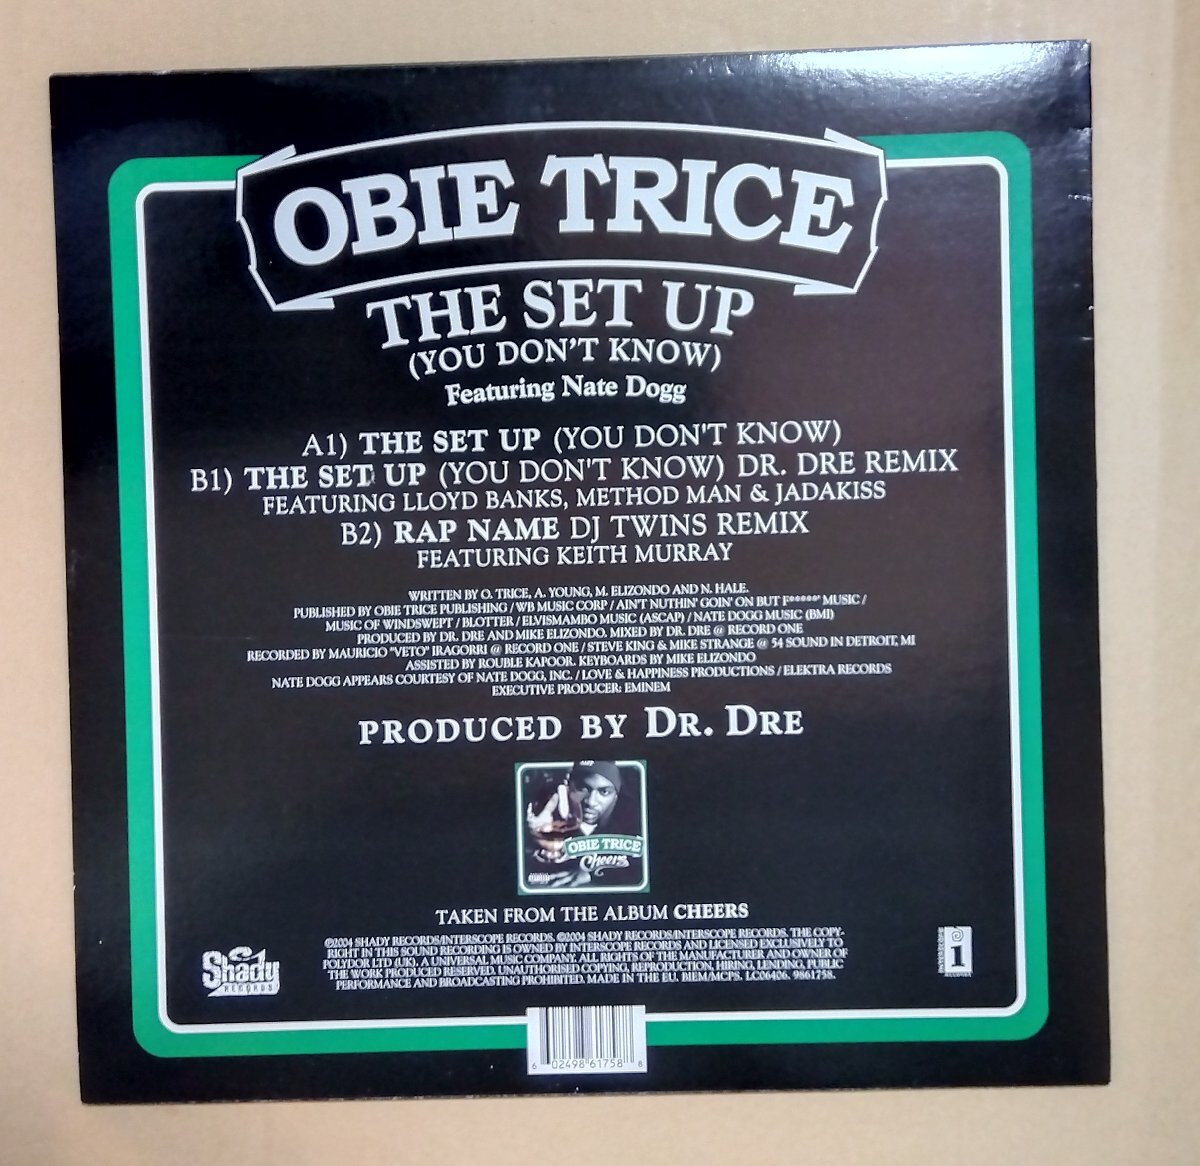 OBIE TRICE
THE SET UP
(YOU DON'T KNOW)
Featuring Nate Dogg
A1) THE SET UP (YOU DON'T KNOW)
B1) THE SET UP (YOU DON'T KNOW) DR. DRE REMIX
FEATURING LLOYD BANKS, METHOD MAN & JADAKISS
B2) RAP NAME DJ TWINS REMIX
FEATURING KEITH MURRAY
WRITTEN BY O. TRICE, A. YOUNG, M. ELIZONDO AND N. HALE.
PUBLISHED BY OBIE TRICE PUBLISHING / WB MUSIC CORP / AIN'T NUTHIN' GOIN' ON BUT F*****' MUSIC /
MUSIC OF WINDSWEPT / BLOTTER / ELVISMAMBO MUSIC (ASCAP) / NATE DOGG MUSIC (BMI)
PRODUCED BY DR. DRE AND MIKE ELIZONDO. MIXED BY DR. DRE @ RECORD ONE
RECORDED BY MAURICIO "VETO" IRAGORRI @ RECORD ONE / STEVE KING & MIKE STRANGE @ 54 SOUND IN DETROIT, MI
ASSISTED BY ROUBLE KAPOOR. KEYBOARDS BY MIKE ELIZONDO
NATE DOGG APPEARS COURTESY OF NATE DOGG, INC. / LOVE & HAPPINESS PRODUCTIONS / ELEKTRA RECORDS
EXECUTIVE PRODUCER: EMINEM
PRODUCED BY DR. DRE
OBIE TRICE
Cheers
TAKEN FROM THE ALBUM CHEERS
℗2004 SHADY RECORDS/INTERSCOPE RECORDS. ©2004 SHADY RECORDS/INTERSCOPE RECORDS. THE COPY-
RIGHT IN THIS SOUND RECORDING IS OWNED BY INTERSCOPE RECORDS AND LICENSED EXCLUSIVELY TO
POLYDOR LTD (UK). A UNIVERSAL MUSIC COMPANY. ALL RIGHTS OF THE MANUFACTURER AND OWNER OF
THE WORK PRODUCED RESERVED. UNAUTHORISED COPYING, REPRODUCTION, HIRING, LENDING, PUBLIC
PERFORMANCE AND BROADCASTING PROHIBITED. MADE IN THE EU. BIEM/MCPS. LC06406. 9861758.
Shady
RECORDS
INTERSCOPE
1
RECORDS
6 02498 61758 8